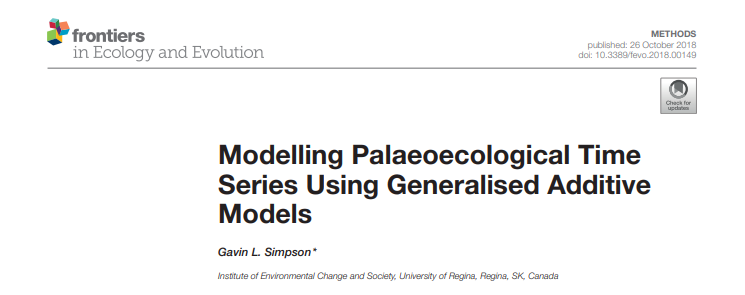 frontiers
in Ecology and Evolution
METHODS
published: 26 October 2018
doi: 10.3389/fevo.2018.00149
Check for
updates
Modelling Palaeoecological Time
Series Using Generalised Additive
Models
Gavin L. Simpson*
Institute of Environmental Change and Society, University of Regina, Regina, SK, Canada